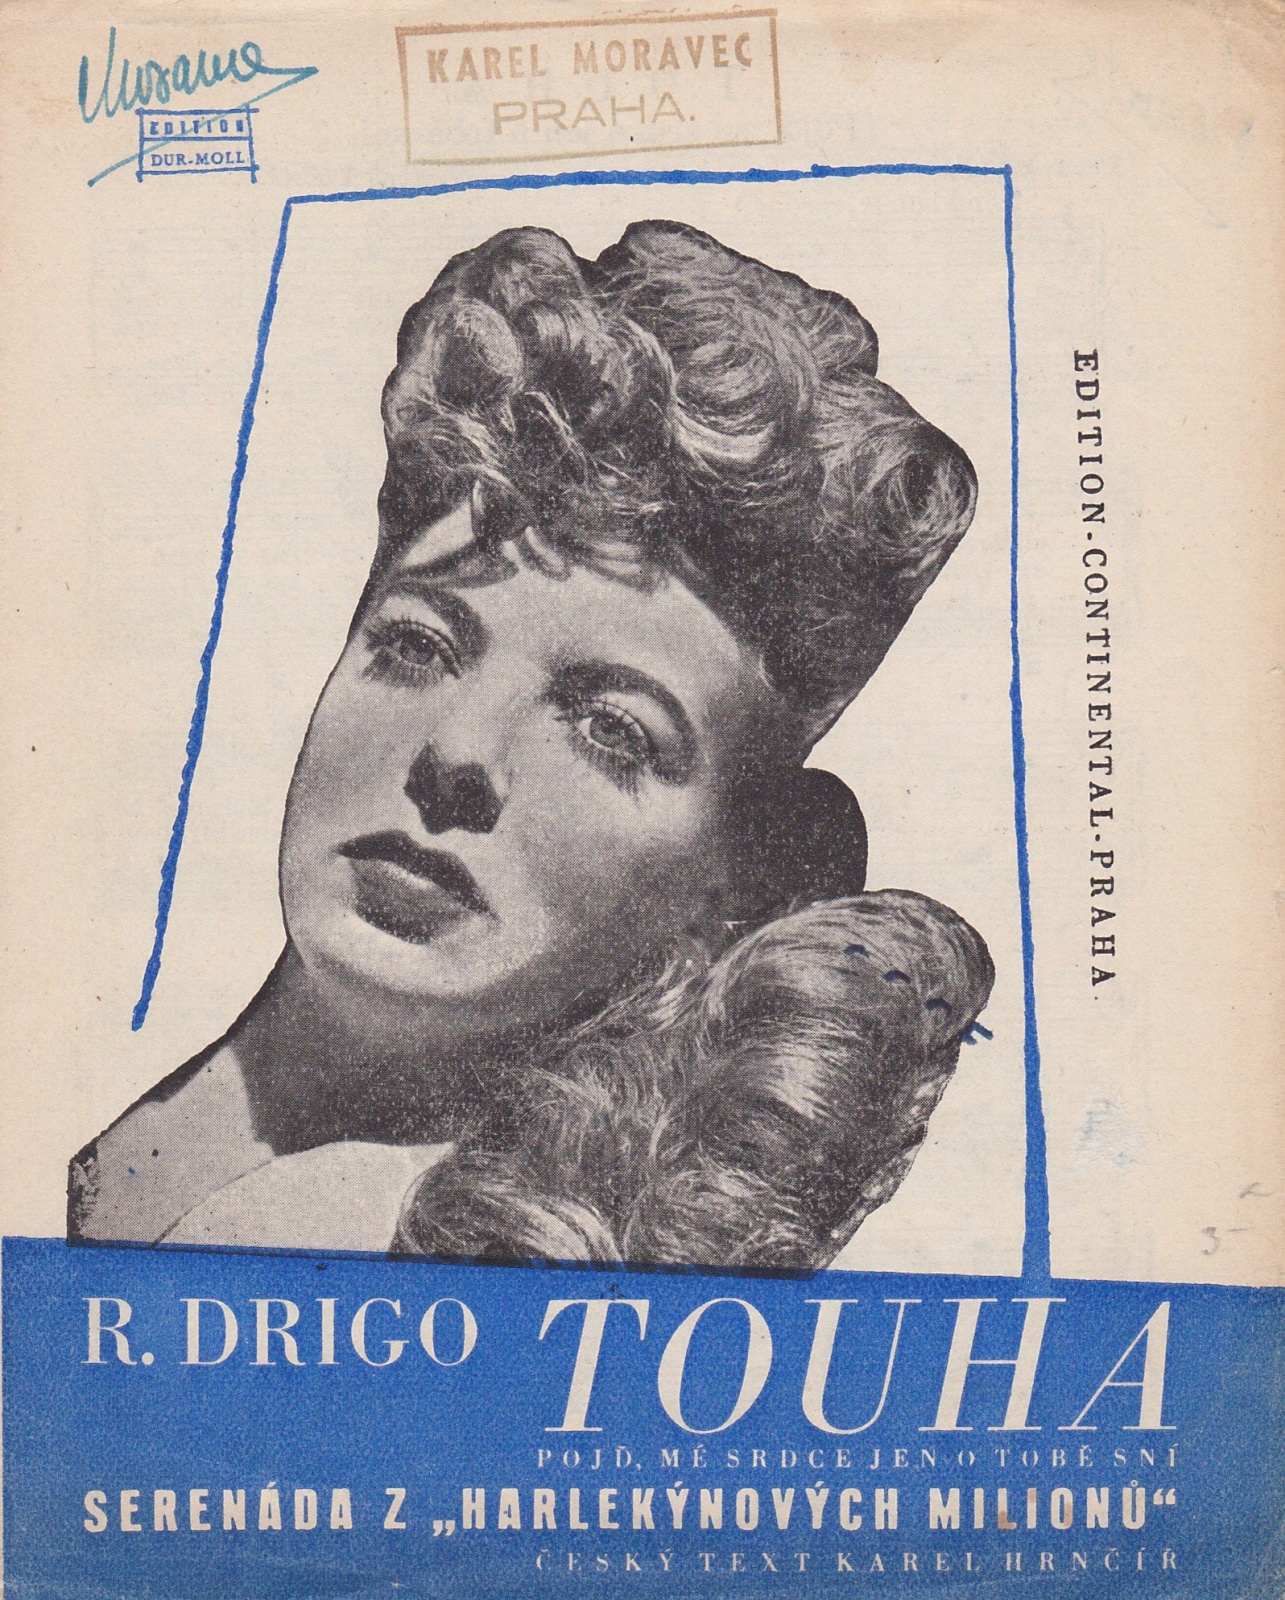 Moravec
KAREL MORAVEC
PRAHA.
EDITION
DUR-MOLL
EDITION-CONTINENTAL-PRAHA.
R. DRIGO TOUHA
POJĎ, MÉ SRDCE JEN O TOBĚ SNÍ
SERENÁDA Z „HARLEKÝNOVÝCH MILIONŮ“
ČESKÝ TEXT KAREL HRNČÍŘ